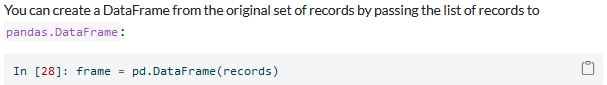 You can create a DataFrame from the original set of records by passing the list of records to
pandas.DataFrame:
In [28]: frame = pd.DataFrame(records)